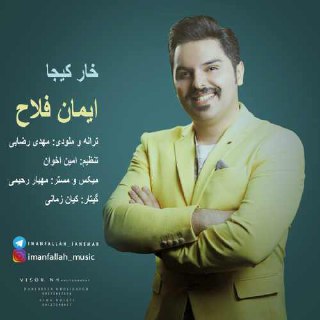 خار کیجا
ایمان فلاح
ترانه و ملودی: مهدی رضایی
تنظیم: امین اخوان
میکس و مستر: مهیار رحیمی
گیتار: کیان زمانی
IMANFALLAH_FANSHAR
imanfallah_music